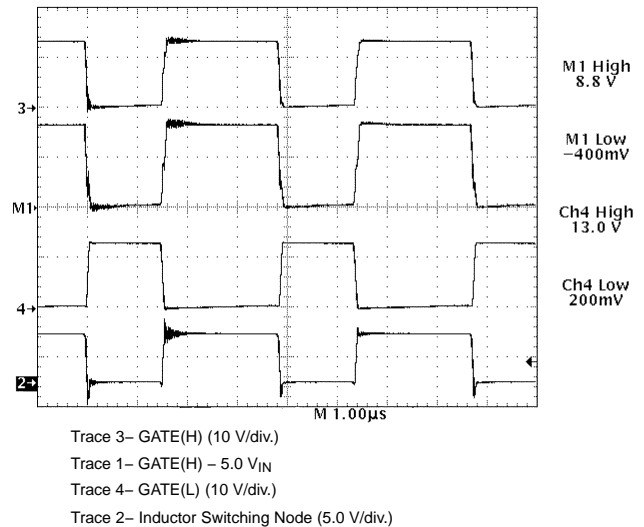 M1 High
8.8 V
3→
M1 Low
−400mV
M1→
Ch4 High
13.0 V
Ch4 Low
200mV
4→
2→
M 1.00µs
Trace 3− GATE(H) (10 V/div.)
Trace 1− GATE(H) − 5.0 VIN
Trace 4− GATE(L) (10 V/div.)
Trace 2− Inductor Switching Node (5.0 V/div.)